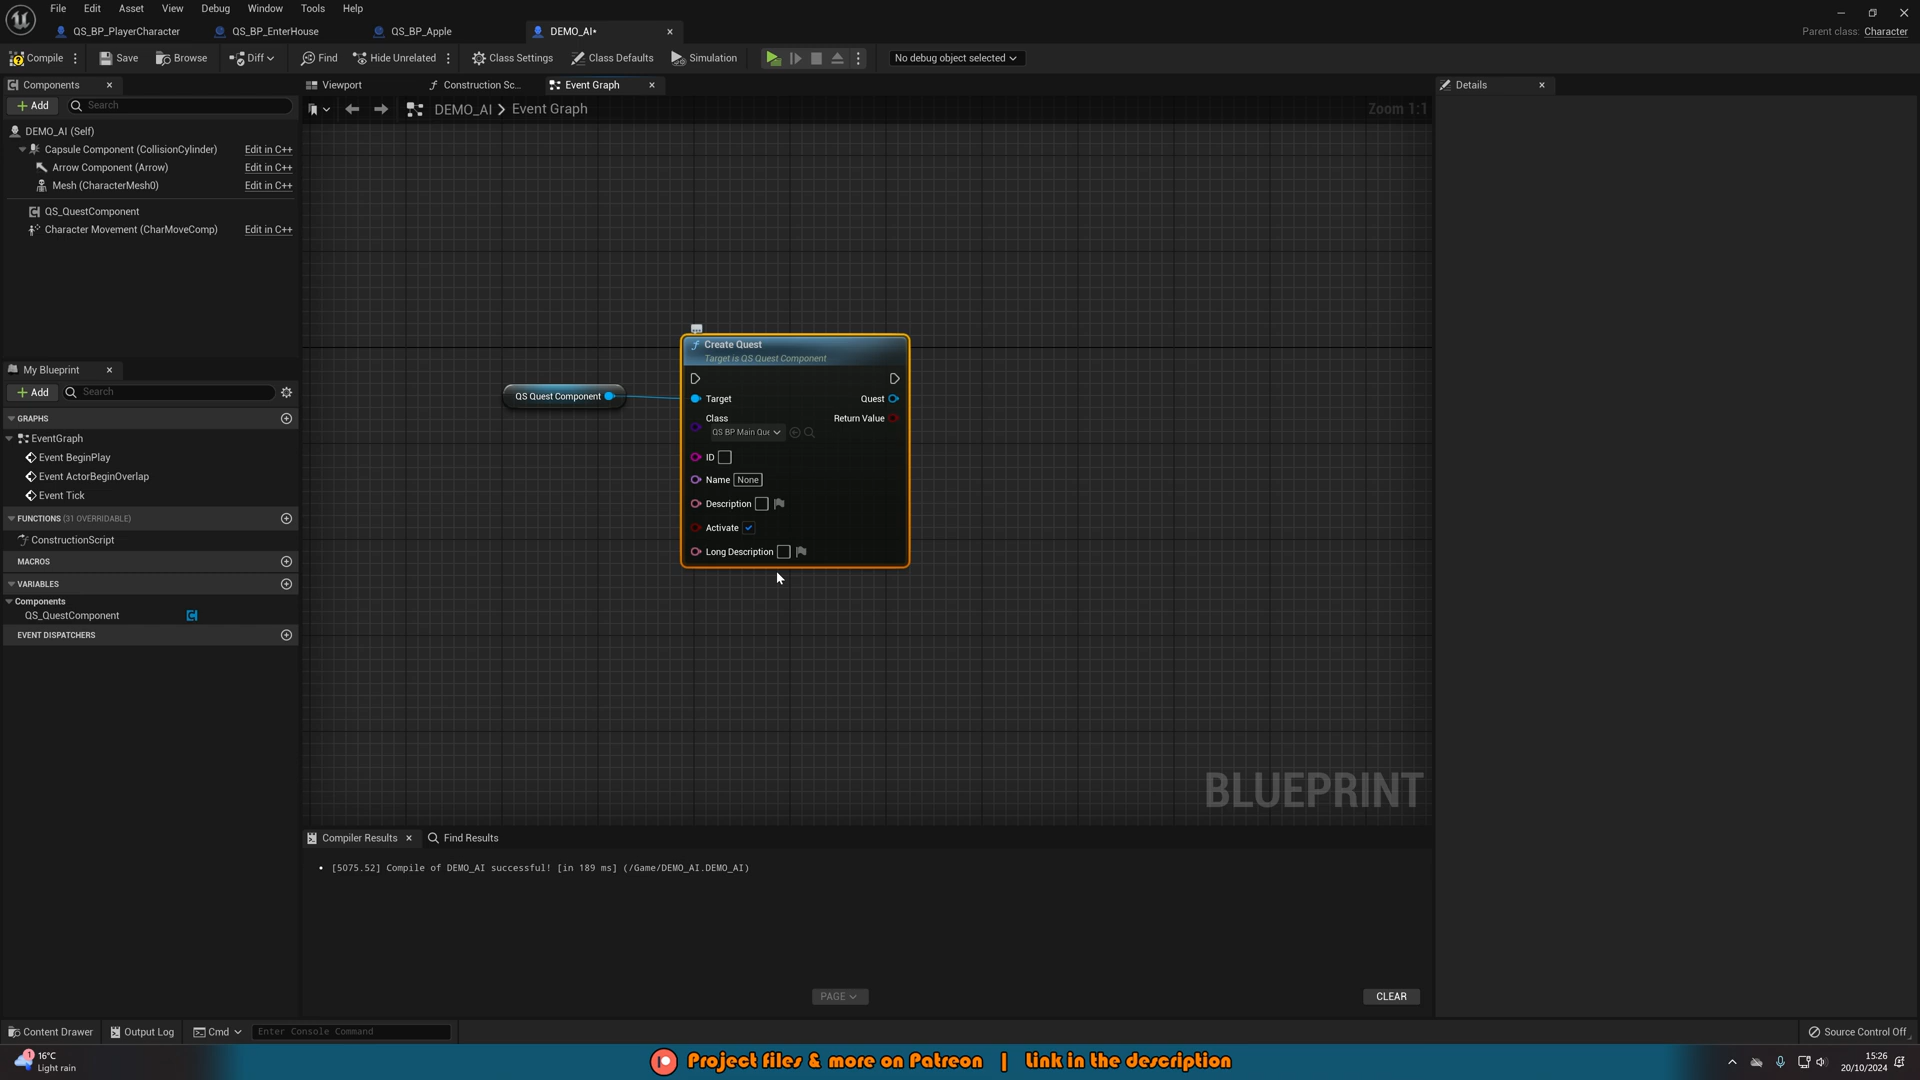 File Edit Asset View Debug Window Tools Help
QS_BP_PlayerCharacter QS_BP_EnterHouse QS_BP_Apple DEMO_AI•
Parent class: Character
Compile Save Browse Diff Find Hide Unrelated Class Settings Class Defaults Simulation No debug object selected
Components
Add Search
DEMO_AI (Self)
Capsule Component (CollisionCylinder) Edit in C++
Arrow Component (Arrow) Edit in C++
Mesh (CharacterMesh0) Edit in C++
QS_QuestComponent
Character Movement (CharMoveComp) Edit in C++
My Blueprint
Add Search
GRAPHS
EventGraph
Event BeginPlay
Event ActorBeginOverlap
Event Tick
FUNCTIONS (31 OVERRIDABLE)
ConstructionScript
MACROS
VARIABLES
Components
QS_QuestComponent
EVENT DISPATCHERS
Viewport Construction Sc... Event Graph
DEMO_AI > Event Graph
Zoom 1:1
QS Quest Component
Create Quest
Target is QS Quest Component
Target Quest
Class Return Value
QS BP Main Que
ID
Name None
Description
Activate
Long Description
BLUEPRINT
Compiler Results Find Results
• [5075.52] Compile of DEMO_AI successful! [in 189 ms] (/Game/DEMO_AI.DEMO_AI)
PAGE
CLEAR
Details
Content Drawer Output Log Cmd Enter Console Command
Source Control Off
1
16°C
Light rain
Project files & more on Patreon | Link in the description
15:26
20/10/2024